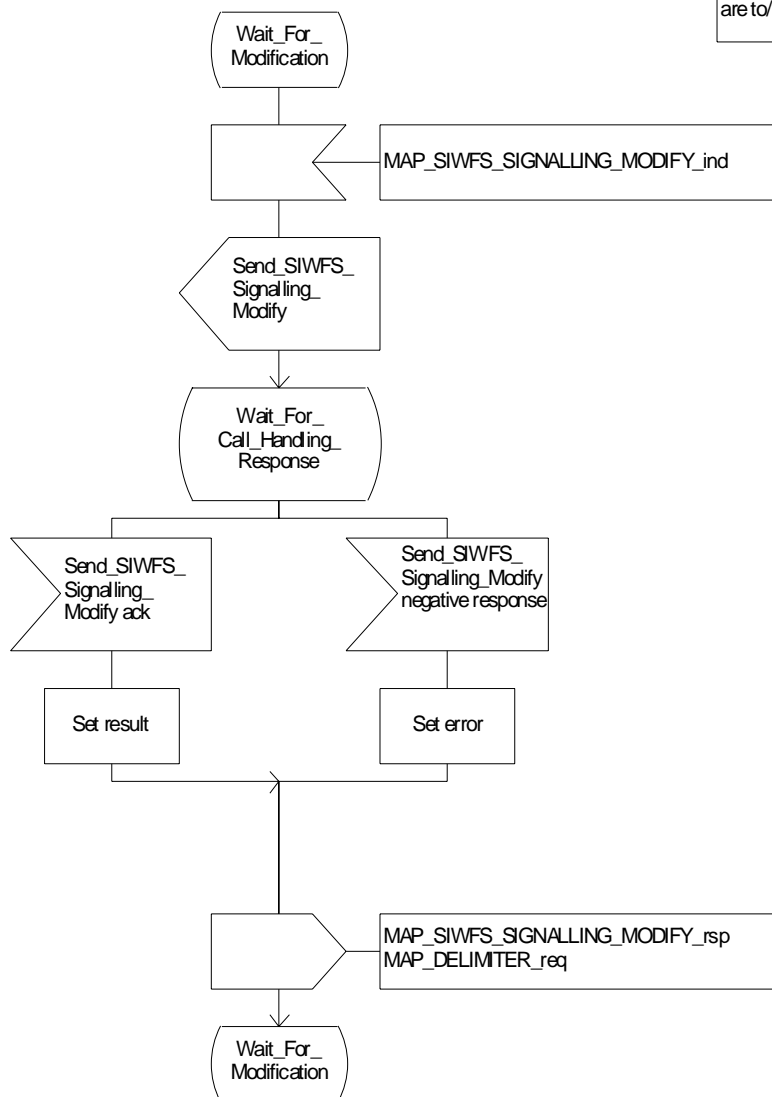 are to/
Wait_For_
Modification
MAP_SIWFS_SIGNALLING_MODIFY_ind
Send_SIWFS_
Signalling_
Modify
Wait_For_
Call_Handling_
Response
Send_SIWFS_
Signalling_
Modify ack
Send_SIWFS_
Signalling_Modify
negative response
Set result
Set error
MAP_SIWFS_SIGNALLING_MODIFY_rsp
MAP_DELIMITER_req
Wait_For_
Modification